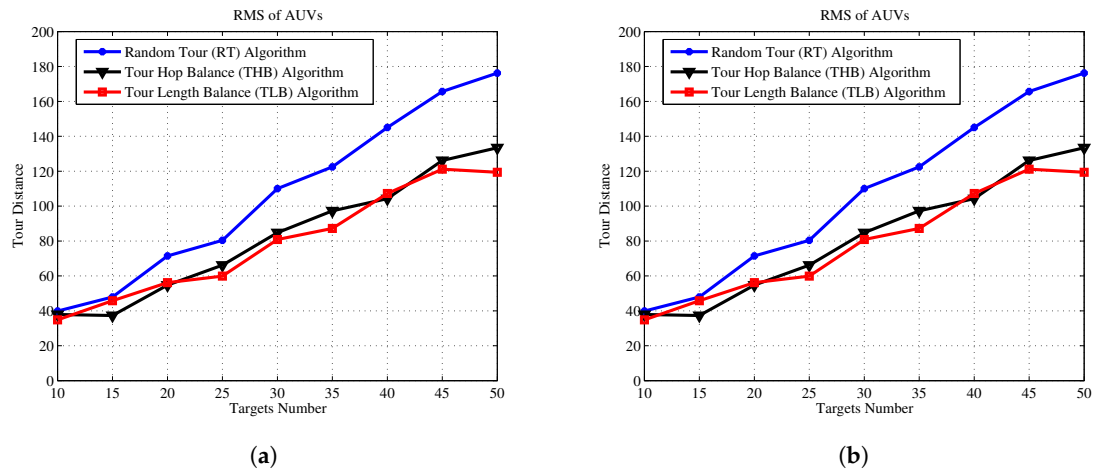 RMS of AUVs
200
180
160
140
120
100
80
60
40
20
0
Tour Distance
Random Tour (RT) Algorithm
Tour Hop Balance (THB) Algorithm
Tour Length Balance (TLB) Algorithm
10 15 20 25 30 35 40 45 50
Targets Number
(a)
RMS of AUVs
200
180
160
140
120
100
80
60
40
20
0
Tour Distance
Random Tour (RT) Algorithm
Tour Hop Balance (THB) Algorithm
Tour Length Balance (TLB) Algorithm
10 15 20 25 30 35 40 45 50
Targets Number
(b)